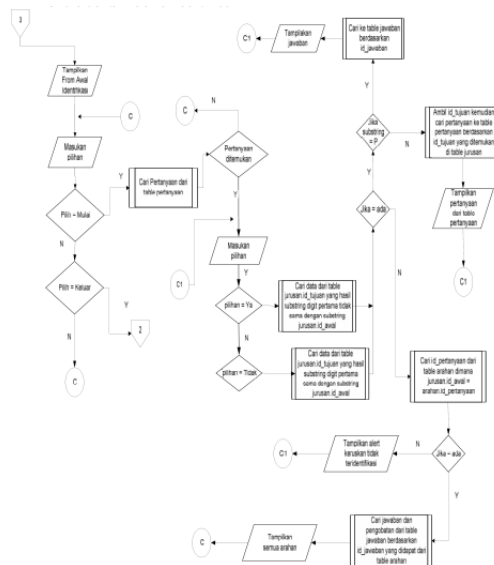 3
Tampilkan
From Awal
Identifikasi
C
Masukan
pilihan
Pilih = Mulai
Y
N
Pilih = Keluar
Y
N
2
C
Cari Pertanyaan dari
table pertanyaan
C
N
Pertanyaan
ditemukan
Y
C1
Masukan
pilihan
Y
pilihan = Ya
N
pilihan = Tidak
Cari data dari table
jurusan.id_tujuan yang hasil
substring digit pertama tidak
sama dengan substring
jurusan.id_awal
Cari data dari table
jurusan.id_tujuan yang hasil
substring digit pertama
sama dengan substring
jurusan.id_awal
C1
Tampilakan
jawaban
Cari ke table jawaban
berdasarkan
id_jawaban
Y
Jika
substring
= P
N
Y
Jika = ada
N
Ambil id_tujuan kemudian
cari pertanyaan ke table
pertanyaan berdasarkan
id_tujuan yang ditemukan
di table jurusan
Tampilkan
pertanyaan
dari table
pertanyaan
C1
Cari id_pertanyaan dari
table arahan dimana
jurusan.id_awal =
arahan.id_pertanyaan
Jika = ada
N
Y
Tampilkan alert
kerusakan tidak
teridentifikasi
C1
Cari jawaban dan
pengobatan dari table
jawaban berdasarkan
id_jawaban yang didapat dari
table arahan
Tampilkan
semua arahan
C